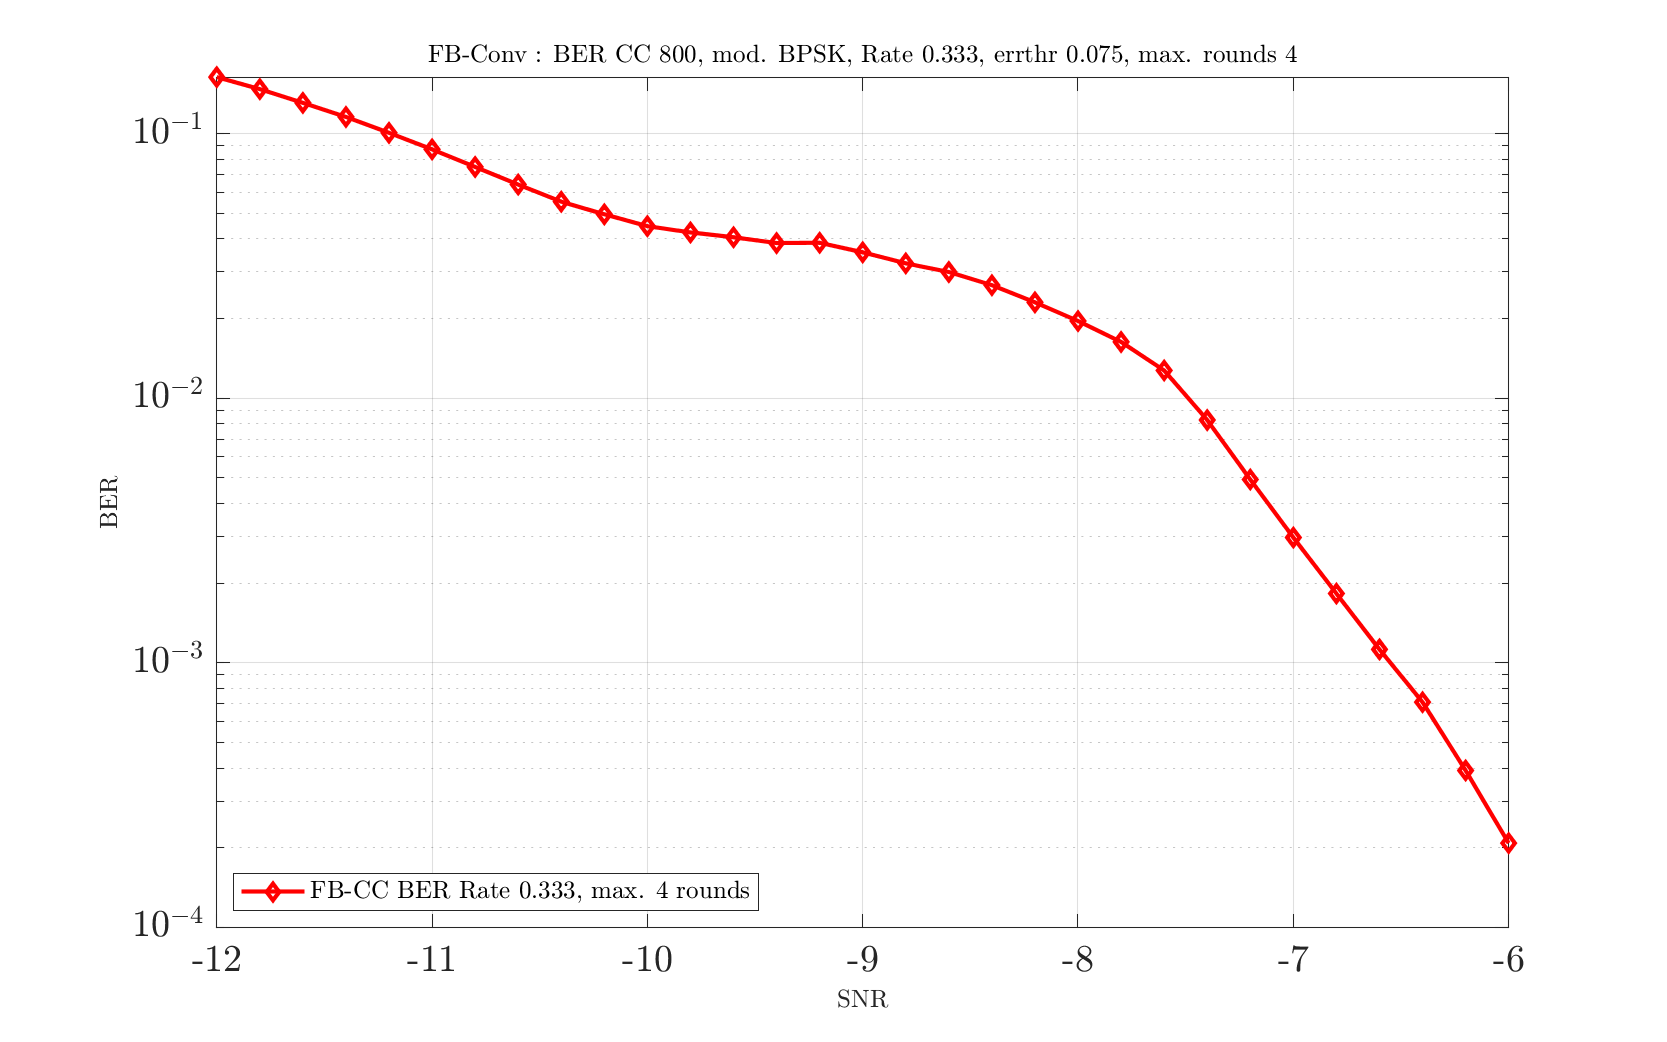 FB-Conv : BER CC 800, mod. BPSK, Rate 0.333, errthr 0.075, max. rounds 4
10^{-1}
10^{-2}
10^{-3}
10^{-4}
BER
FB-CC BER Rate 0.333, max. 4 rounds
-12 -11 -10 -9 -8 -7 -6
SNR